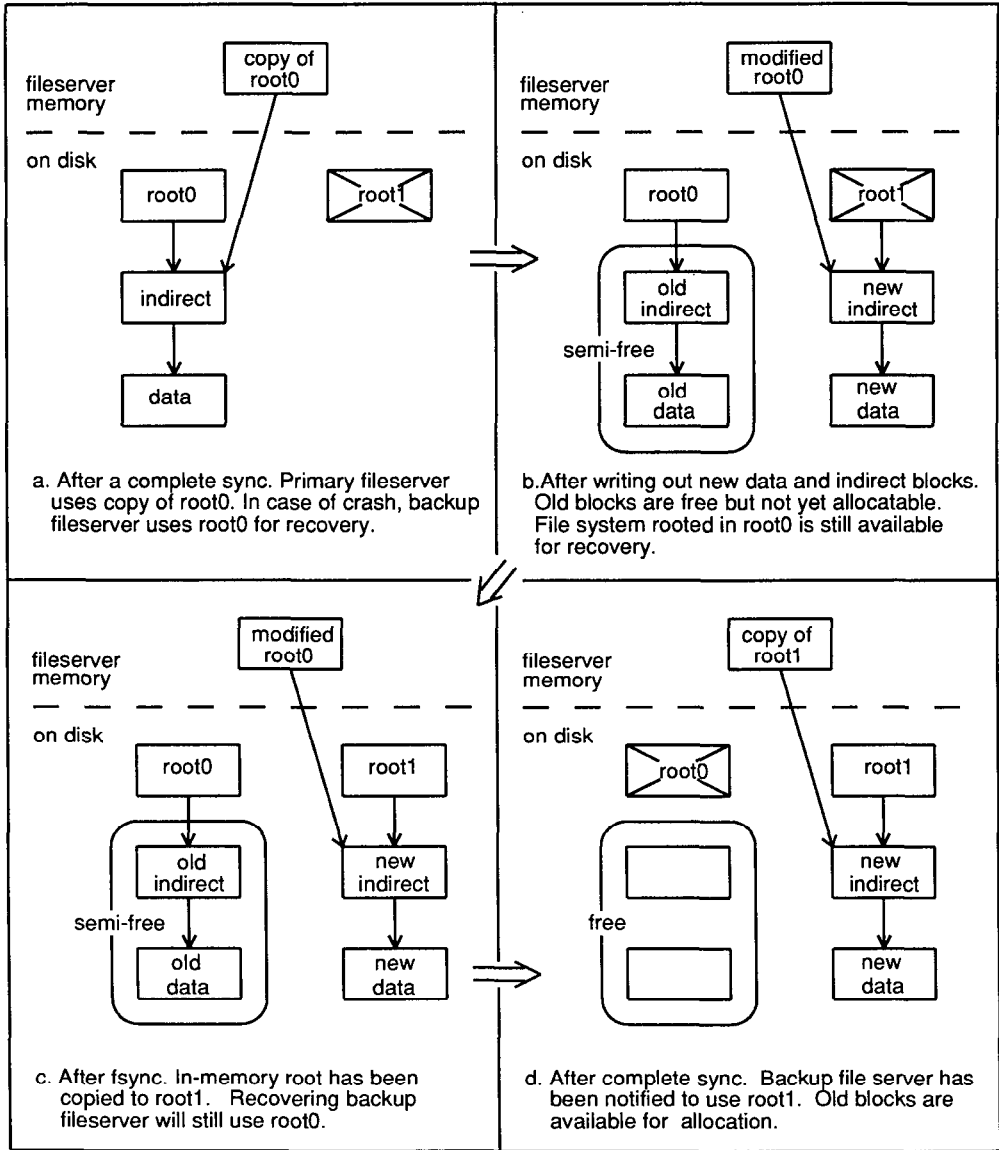 copy of
root0
fileserver
memory
on disk
root0
root1
indirect
data
a. After a complete sync. Primary fileserver
uses copy of root0. In case of crash, backup
fileserver uses root0 for recovery.
modified
root0
fileserver
memory
on disk
root0
root1
old
indirect
new
indirect
semi-free
old
data
new
data
b.After writing out new data and indirect blocks.
Old blocks are free but not yet allocatable.
File system rooted in root0 is still available
for recovery.
modified
root0
fileserver
memory
on disk
root0
root1
old
indirect
new
indirect
semi-free
old
data
new
data
c. After fsync. In-memory root has been
copied to root1. Recovering backup
fileserver will still use root0.
copy of
root1
fileserver
memory
on disk
root0
root1
new
indirect
free
new
data
d. After complete sync. Backup file server has
been notified to use root1. Old blocks are
available for allocation.